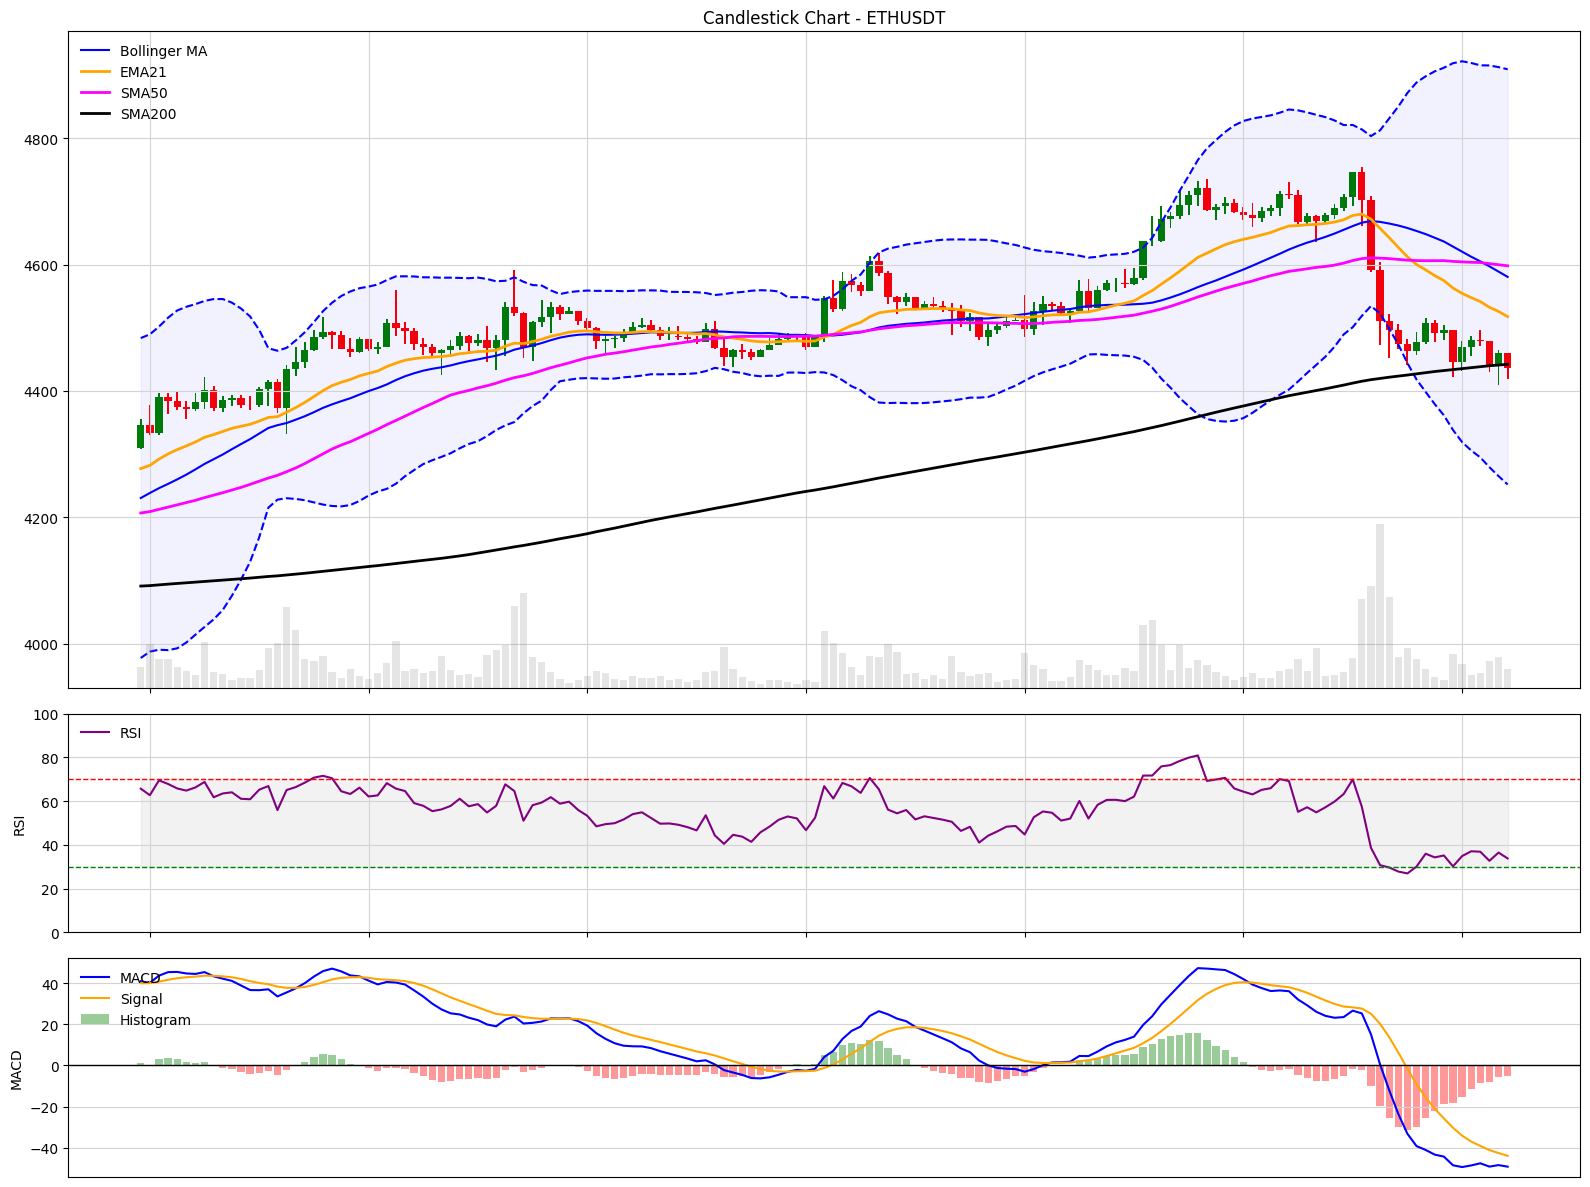 Candlestick Chart - ETHUSDT
Bollinger MA
EMA21
SMA50
SMA200
4800
4600
4400
4200
4000
100
80
60
40
20
0
RSI
RSI
40
20
0
−20
−40
MACD
MACD
Signal
Histogram